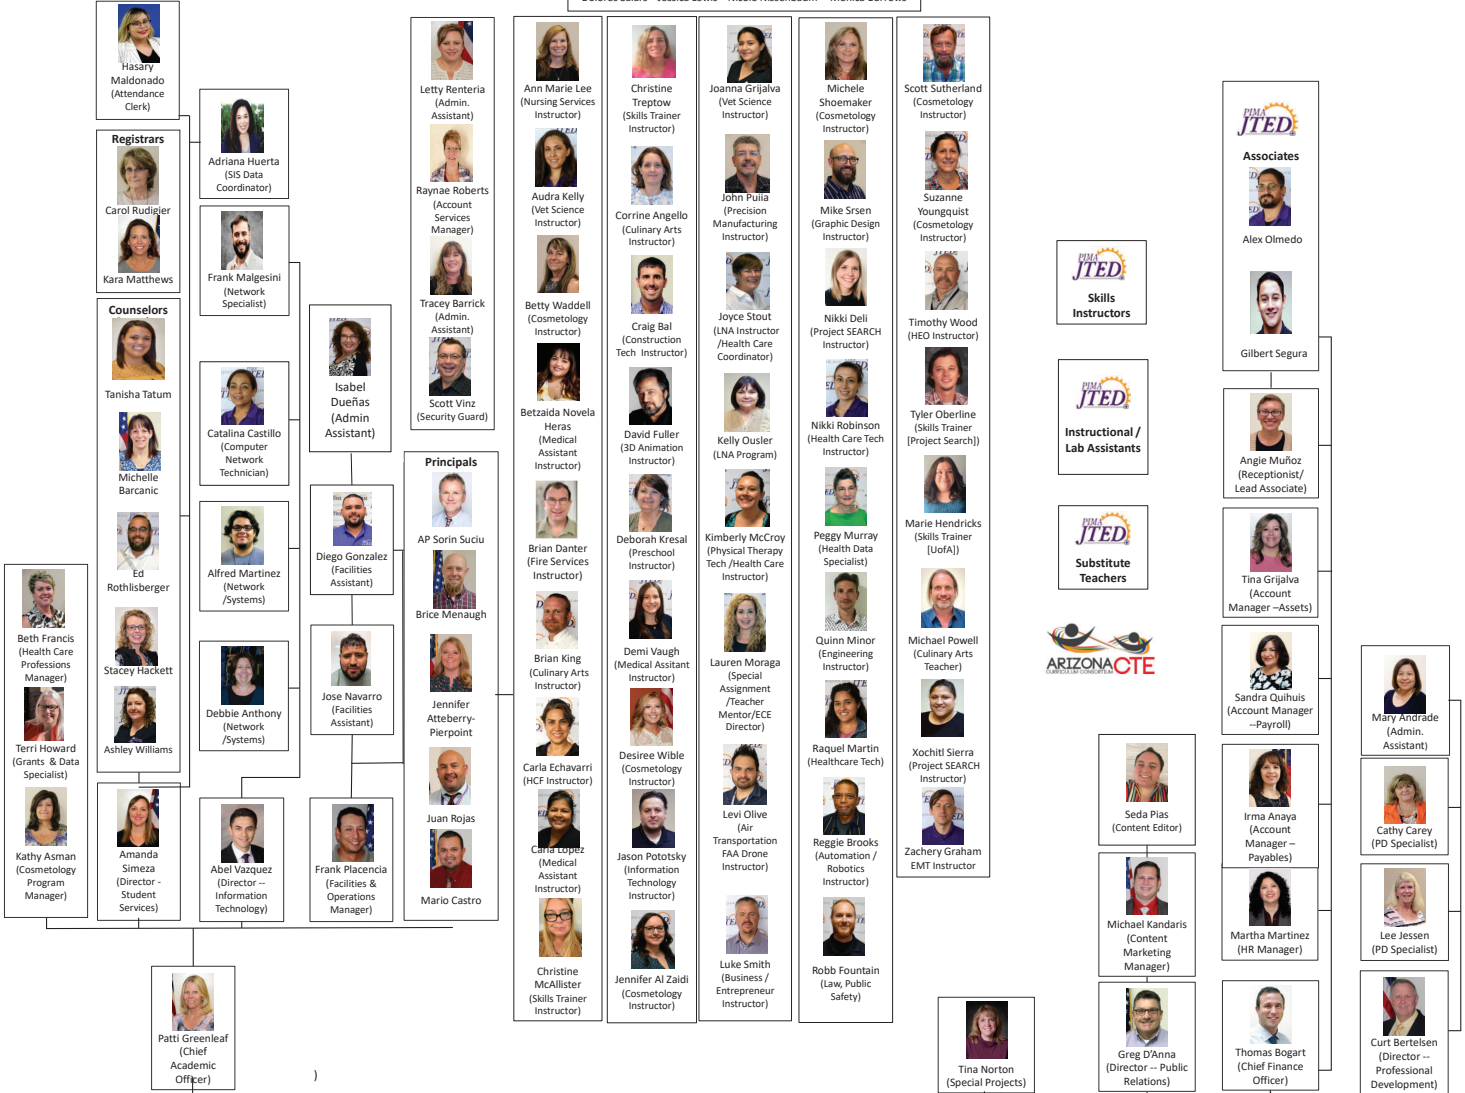 Dolores Salais Jessica Lewis Nicole Nissenbaum Monica Burrows
Hasary
Maldonado
(Attendance
Clerk)
Registrars
Carol Rudigier
Kara Matthews
Counselors
Tanisha Tatum
Michelle
Barcanic
Ed
Rothlisberger
Stacey Hackett
Ashley Williams
Amanda
Simeza
(Director -
Student
Services)
Beth Francis
(Health Care
Professions
Manager)
Terri Howard
(Grants & Data
Specialist)
Kathy Asman
(Cosmetology
Program
Manager)
Adriana Huerta
(SIS Data
Coordinator)
Frank Malgesini
(Network
Specialist)
Catalina Castillo
(Computer
Network
Technician)
Alfred Martinez
(Network
/Systems)
Debbie Anthony
(Network
/Systems)
Abel Vazquez
(Director --
Information
Technology)
Isabel
Dueñas
(Admin
Assistant)
Diego Gonzalez
(Facilities
Assistant)
Jose Navarro
(Facilities
Assistant)
Frank Placencia
(Facilities &
Operations
Manager)
Letty Renteria
(Admin.
Assistant)
Raynae Roberts
(Account
Services
Manager)
Tracey Barrick
(Admin.
Assistant)
Scott Vinz
(Security Guard)
Principals
AP Sorin Suciu
Brice Menaugh
Jennifer
Atteberry-
Pierpoint
Juan Rojas
Mario Castro
Ann Marie Lee
(Nursing Services
Instructor)
Audra Kelly
(Vet Science
Instructor)
Betty Waddell
(Cosmetology
Instructor)
Betzaida Novela
Heras
(Medical
Assistant
Instructor)
Brian Danter
(Fire Services
Instructor)
Brian King
(Culinary Arts
Instructor)
Carla Echavarri
(HCF Instructor)
Carla Lopez
(Medical
Assistant
Instructor)
Christine
McAllister
(Skills Trainer
Instructor)
Christine
Treptow
(Skills Trainer
Instructor)
Corrine Angello
(Culinary Arts
Instructor)
Craig Bal
(Construction
Tech Instructor)
David Fuller
(3D Animation
Instructor)
Deborah Kresal
(Preschool
Instructor)
Demi Vaugh
(Medical Assitant
Instructor)
Desiree Wible
(Cosmetology
Instructor)
Jason Pototsky
(Information
Technology
Instructor)
Jennifer Al Zaidi
(Cosmetology
Instructor)
Joanna Grijalva
(Vet Science
Instructor)
John Puiia
(Precision
Manufacturing
Instructor)
Joyce Stout
(LNA Instructor
/Health Care
Coordinator)
Kelly Ousler
(LNA Program)
Kimberly McCroy
(Physical Therapy
Tech /Health Care
Instructor)
Lauren Moraga
(Special
Assignment
/Teacher
Mentor/ECE
Director)
Levi Olive
(Air
Transportation
FAA Drone
Instructor)
Luke Smith
(Business /
Entrepreneur
Instructor)
Michele
Shoemaker
(Cosmetology
Instructor)
Mike Srsen
(Graphic Design
Instructor)
Nikki Deli
(Project SEARCH
Instructor)
Nikki Robinson
(Health Care Tech
Instructor)
Peggy Murray
(Health Data
Specialist)
Quinn Minor
(Engineering
Instructor)
Raquel Martin
(Healthcare Tech)
Reggie Brooks
(Automation /
Robotics
Instructor)
Robb Fountain
(Law, Public
Safety)
Scott Sutherland
(Cosmetology
Instructor)
Suzanne
Youngquist
(Cosmetology
Instructor)
Timothy Wood
(HEO Instructor)
Tyler Oberline
(Skills Trainer
[Project Search])
Marie Hendricks
(Skills Trainer
[UofA])
Michael Powell
(Culinary Arts
Teacher)
Xochitl Sierra
(Project SEARCH
Instructor)
Zachery Graham
EMT Instructor
PIMA
JTED
Skills
Instructors
PIMA
JTED
Instructional /
Lab Assistants
PIMA
JTED
Substitute
Teachers
ARIZONACTE
CURRICULUM CONSORTIUM
PIMA
JTED
Associates
Alex Olmedo
Gilbert Segura
Angie Muñoz
(Receptionist/
Lead Associate)
Tina Grijalva
(Account
Manager –Assets)
Sandra Quihuis
(Account Manager
--Payroll)
Irma Anaya
(Account
Manager –
Payables)
Martha Martinez
(HR Manager)
Thomas Bogart
(Chief Finance
Officer)
Seda Pias
(Content Editor)
Michael Kandaris
(Content
Marketing
Manager)
Greg D'Anna
(Director -- Public
Relations)
Mary Andrade
(Admin.
Assistant)
Cathy Carey
(PD Specialist)
Lee Jessen
(PD Specialist)
Curt Bertelsen
(Director --
Professional
Development)
Tina Norton
(Special Projects)
Patti Greenleaf
(Chief
Academic
Officer)
)